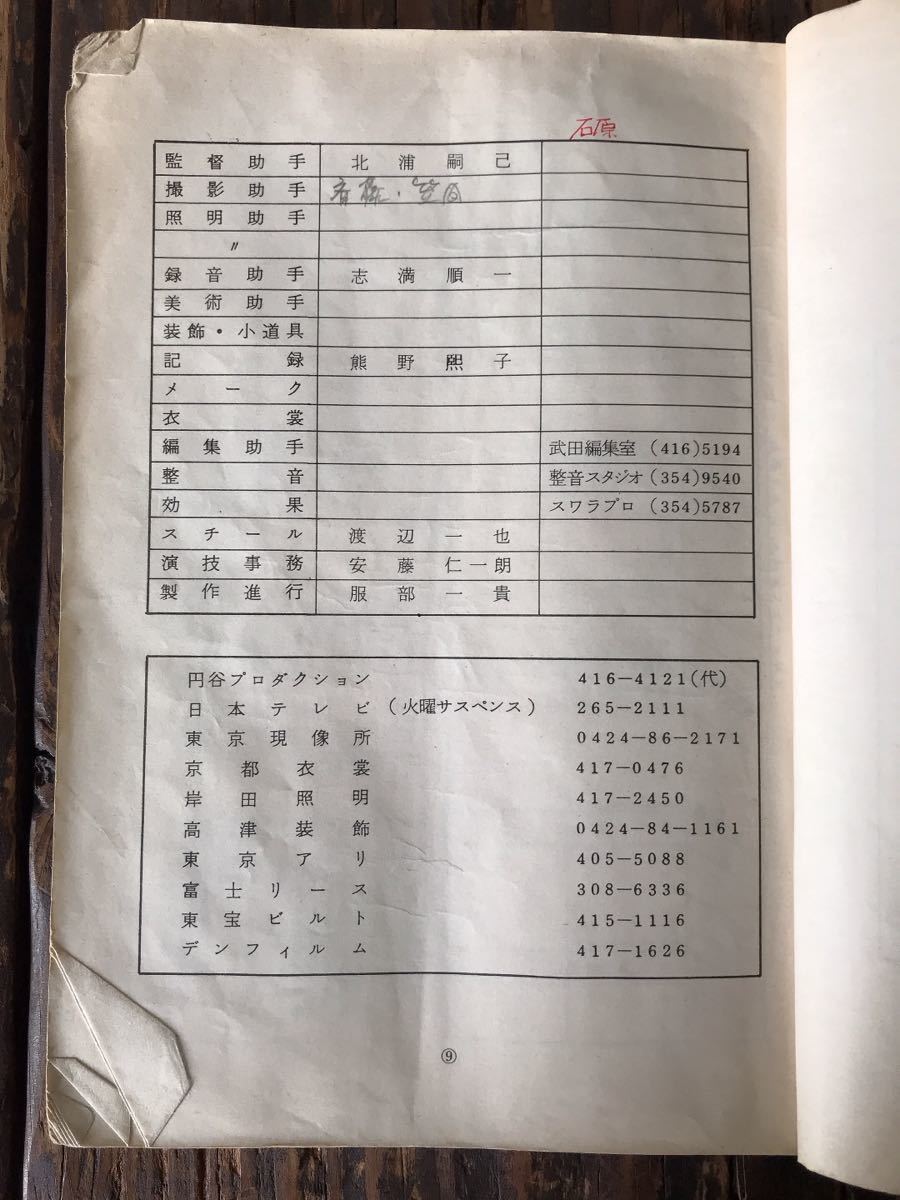 石原
監督助手 北浦嗣己
撮影助手
照明助手
〃
録音助手 志満順一
美術助手
装飾・小道具
記録 熊野熙子
メーク
衣裳
編集助手 武田編集室 (416)5194
整音 整音スタジオ (354)9540
効果 スワラプロ (354)5787
スチール 渡辺一也
演技事務 安藤仁一朗
製作進行 服部一貴
円谷プロダクション 416-4121(代)
日本テレビ (火曜サスペンス) 265-2111
東京現像所 0424-86-2171
京都衣裳 417-0476
岸田照明 417-2450
高津装飾 0424-84-1161
東京アリ 405-5088
富士リース 308-6336
東宝ビルト 415-1116
デンフィルム 417-1626
⑨